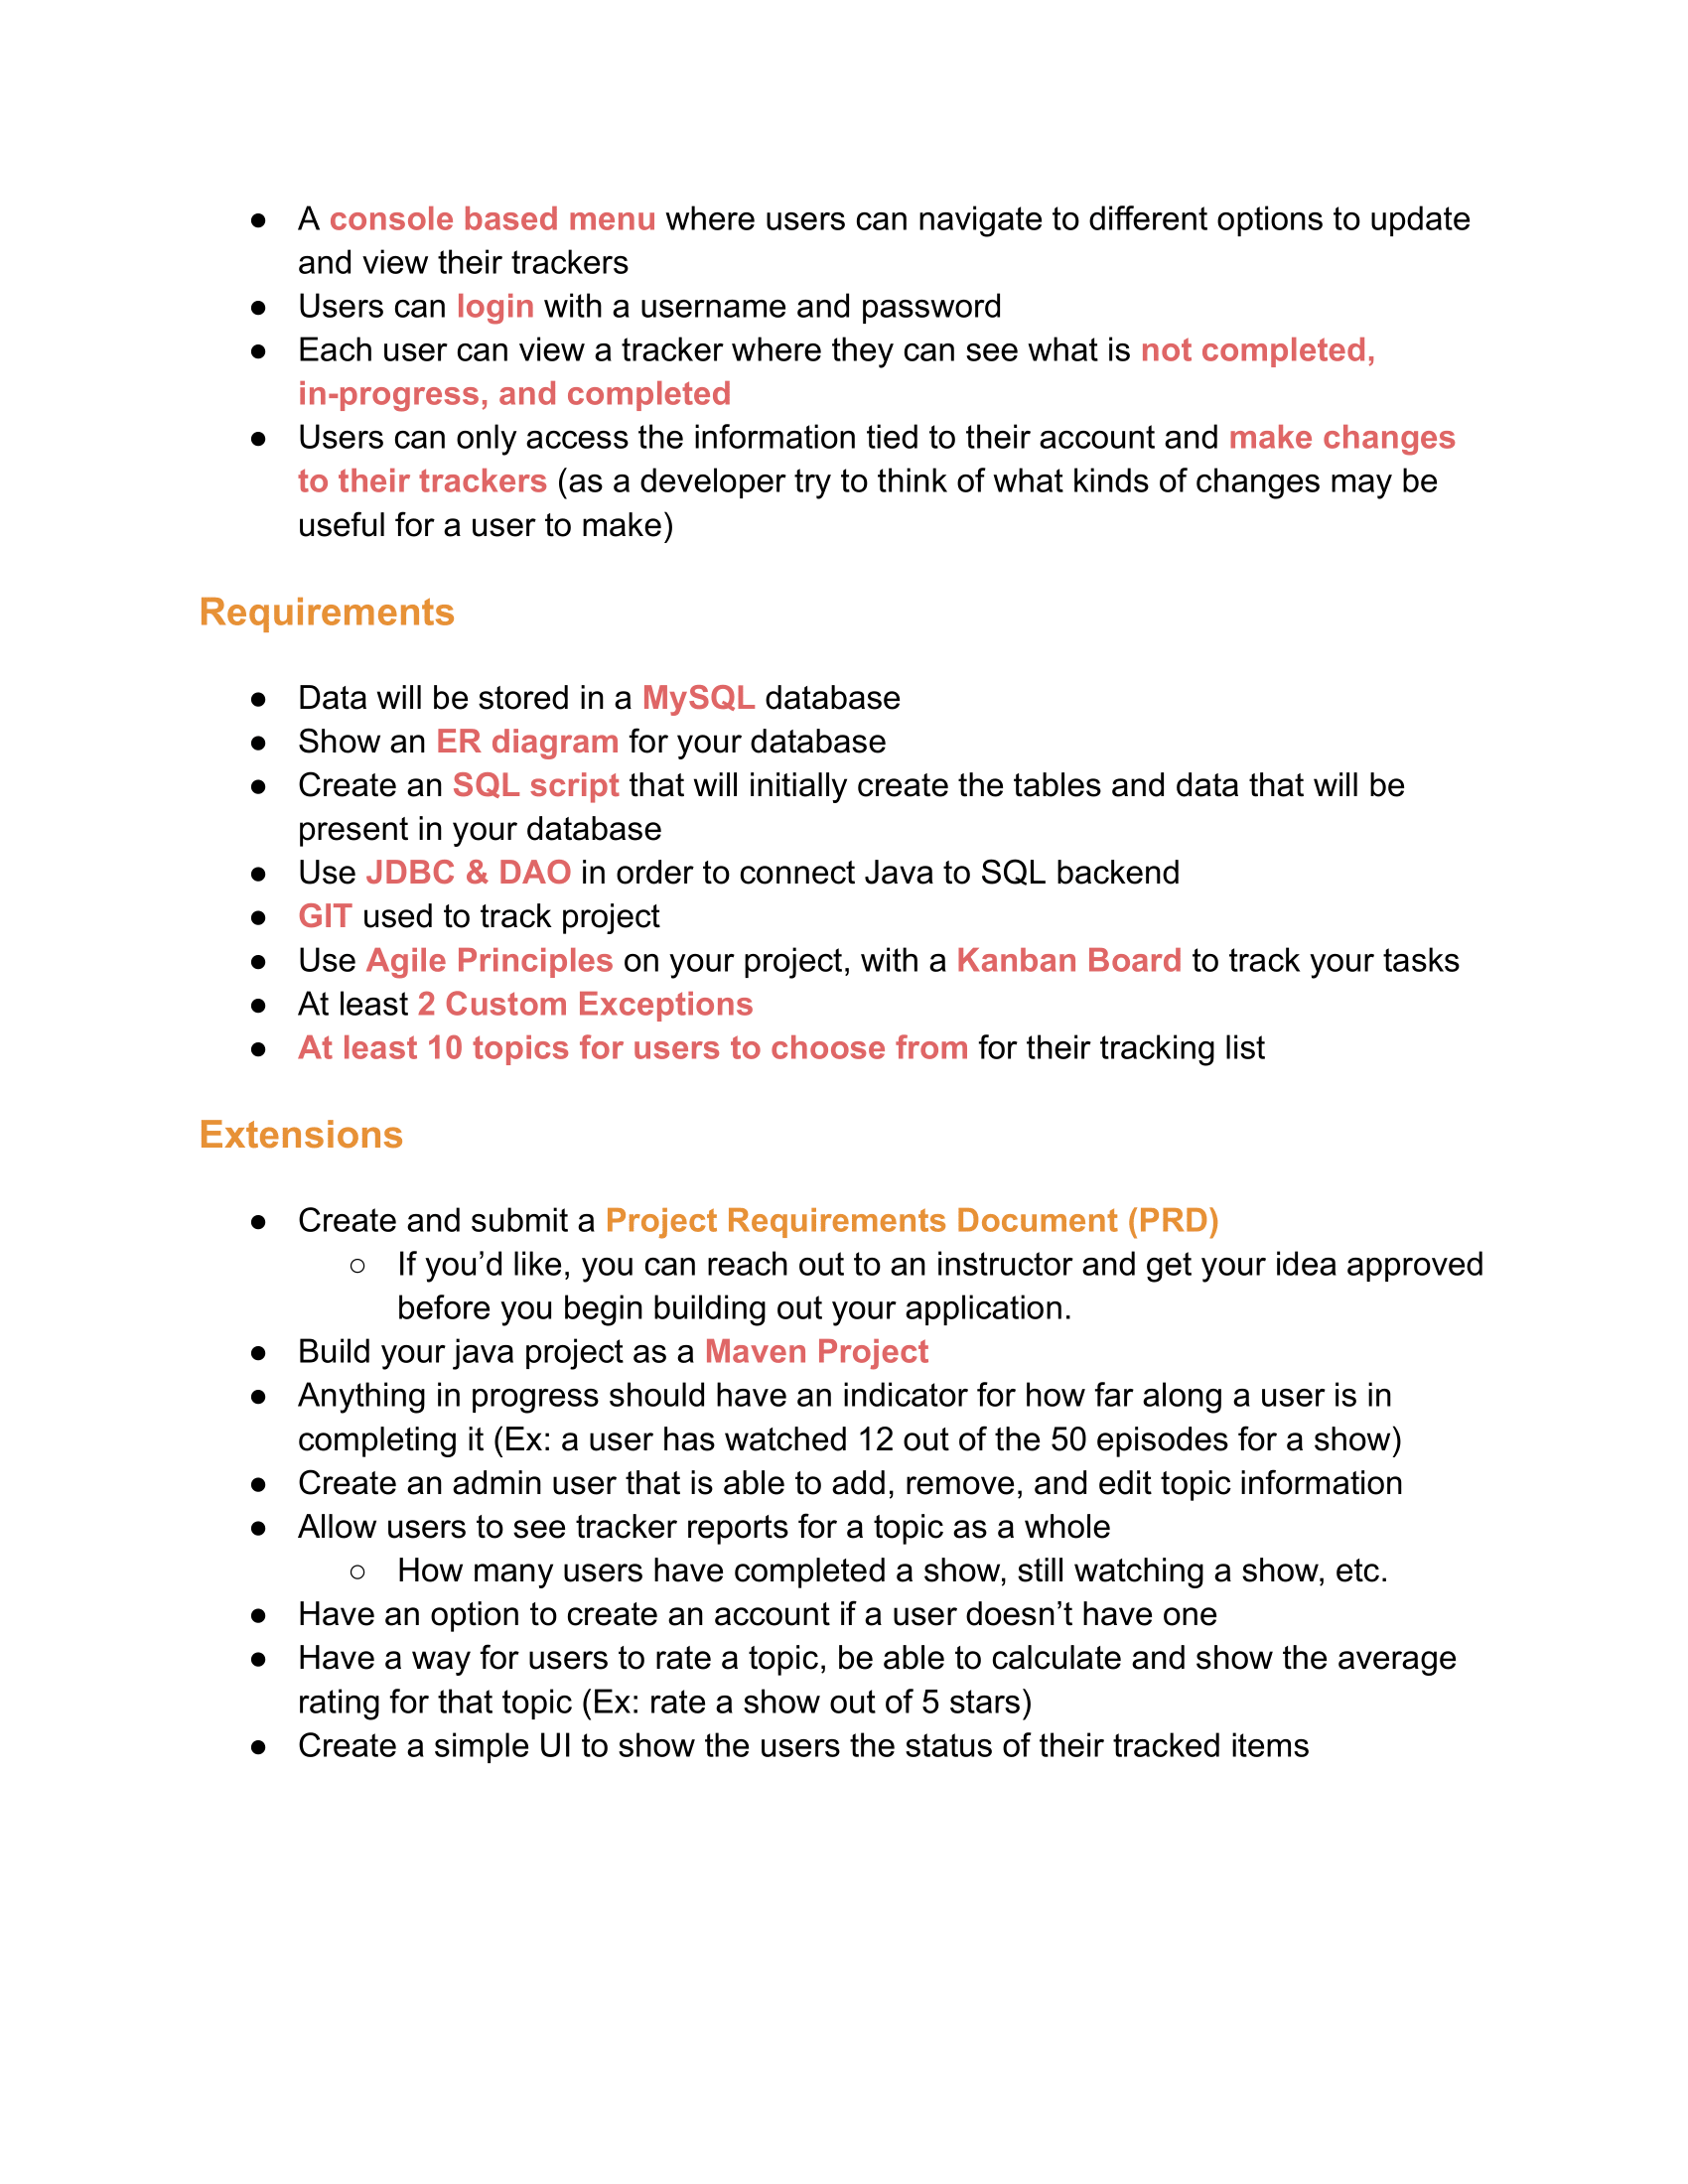 ● A console based menu where users can navigate to different options to update
and view their trackers
● Users can login with a username and password
● Each user can view a tracker where they can see what is not completed,
in-progress, and completed
● Users can only access the information tied to their account and make changes
to their trackers (as a developer try to think of what kinds of changes may be
useful for a user to make)
Requirements
● Data will be stored in a MySQL database
● Show an ER diagram for your database
● Create an SQL script that will initially create the tables and data that will be
present in your database
● Use JDBC & DAO in order to connect Java to SQL backend
● GIT used to track project
● Use Agile Principles on your project, with a Kanban Board to track your tasks
● At least 2 Custom Exceptions
● At least 10 topics for users to choose from for their tracking list
Extensions
● Create and submit a Project Requirements Document (PRD)
○ If you’d like, you can reach out to an instructor and get your idea approved
before you begin building out your application.
● Build your java project as a Maven Project
● Anything in progress should have an indicator for how far along a user is in
completing it (Ex: a user has watched 12 out of the 50 episodes for a show)
● Create an admin user that is able to add, remove, and edit topic information
● Allow users to see tracker reports for a topic as a whole
○ How many users have completed a show, still watching a show, etc.
● Have an option to create an account if a user doesn’t have one
● Have a way for users to rate a topic, be able to calculate and show the average
rating for that topic (Ex: rate a show out of 5 stars)
● Create a simple UI to show the users the status of their tracked items